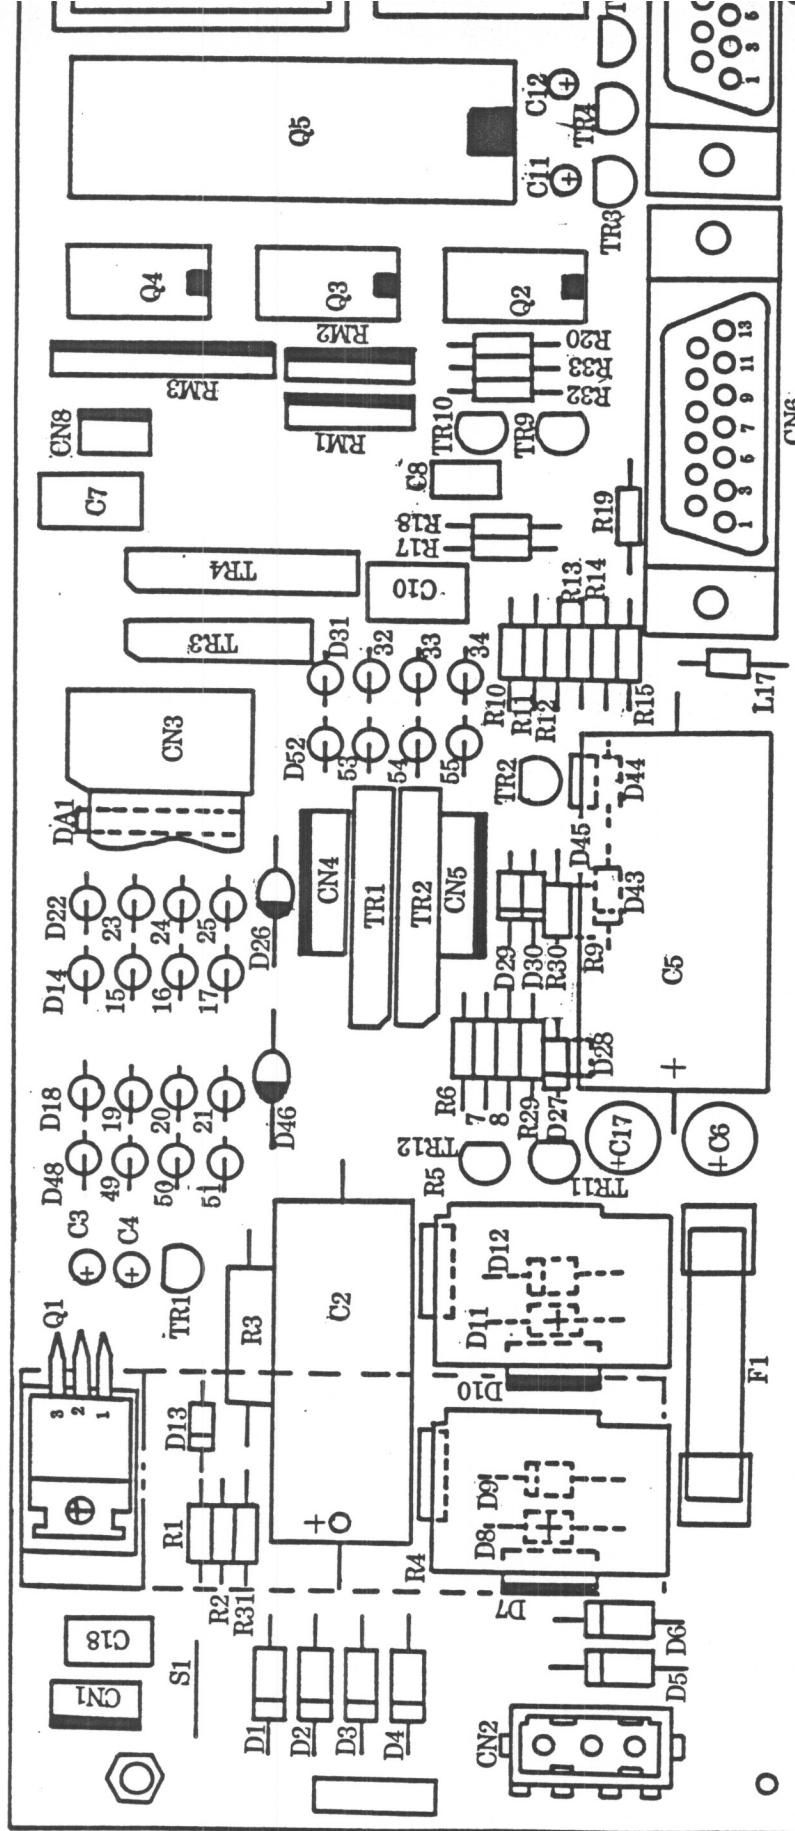 Q5
C12
TR4
C11
TR3
1
3
5
Q4
Q3
Q2
RM2
RM3
RM1
R20
R33
R32
CN8
TR10
TR9
C7
C8
R18
R17
R19
1
3
5
7
9
11
13
CN6
TR4
TR3
C10
R13
R14
D31
32
33
34
R10
R11
R12
R15
L17
CN3
D52
53
54
55
TR2
D44
D45
DA1
CN4
TR1
TR2
CN5
D43
D22
23
24
25
D26
D29
D30
R30
R9
C5
D14
15
16
17
+
D18
19
20
21
D46
R6
7
8
R29
D27
D28
D48
49
50
51
TR12
TR11
+C17
+C6
C3
C4
+
+
TR1
R5
D12
D11
D10
Q1
3
2
1
R3
C2
+
F1
D13
R1
R2
R31
R4
D9
D8
D7
C18
CN1
S1
D1
D2
D3
D4
D6
D5
CN2